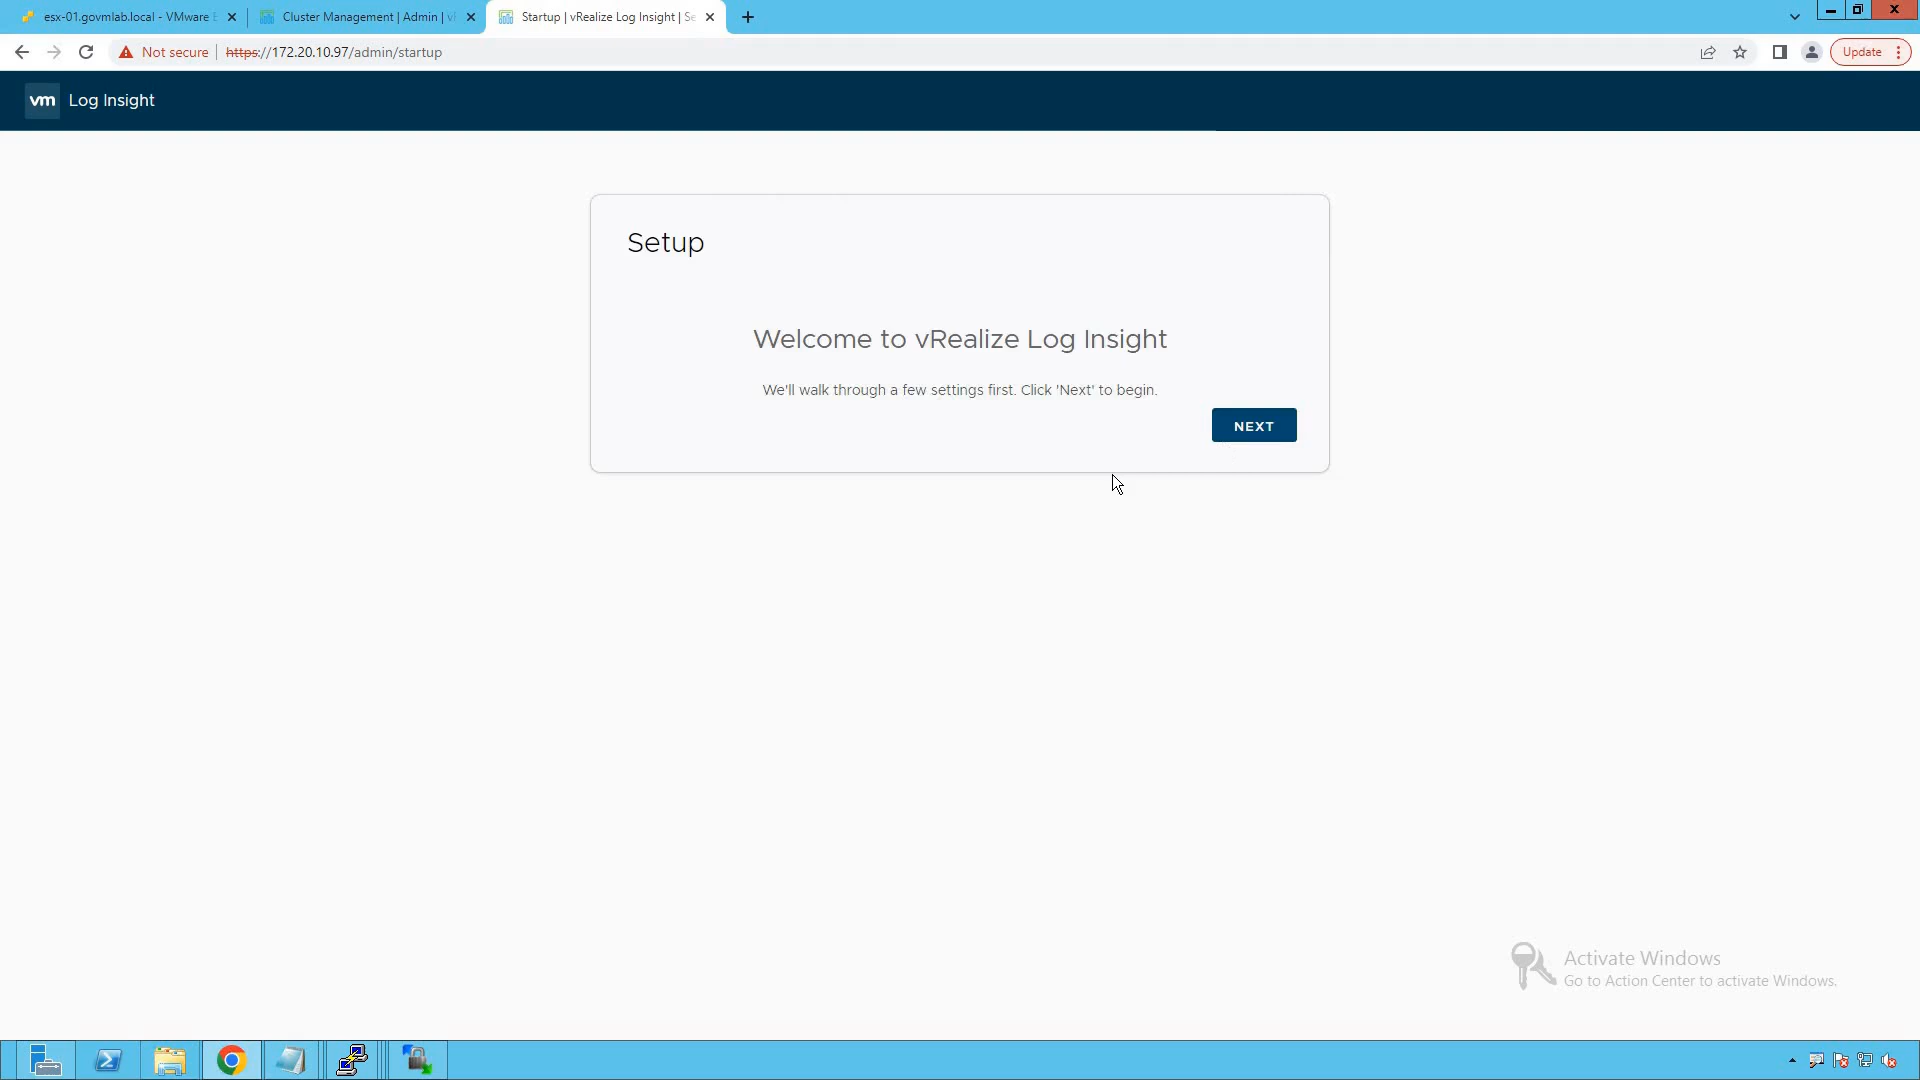 esx-01.govmlab.local - VMware
Cluster Management | Admin | v
Startup | vRealize Log Insight | Se
Not secure
https://172.20.10.97/admin/startup
Update
vm Log Insight
Setup
Welcome to vRealize Log Insight
We'll walk through a few settings first. Click 'Next' to begin.
NEXT
Activate Windows
Go to Action Center to activate Windows.